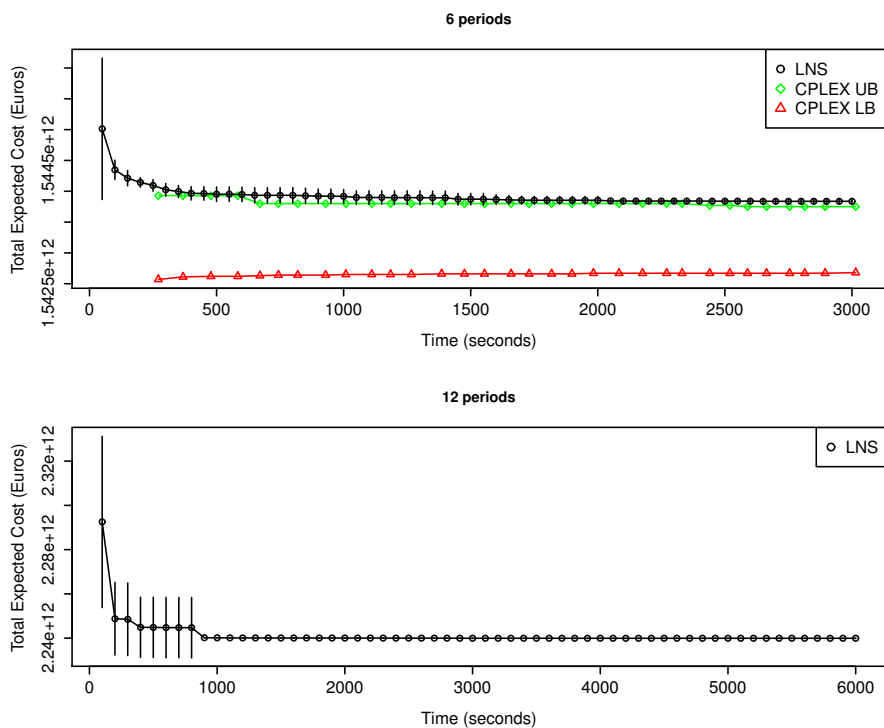 6 periods
Total Expected Cost (Euros)
1.5425e+12
1.5445e+12
LNS
CPLEX UB
CPLEX LB
0
500
1000
1500
2000
2500
3000
Time (seconds)
12 periods
Total Expected Cost (Euros)
2.24e+12
2.28e+12
2.32e+12
LNS
0
1000
2000
3000
4000
5000
6000
Time (seconds)